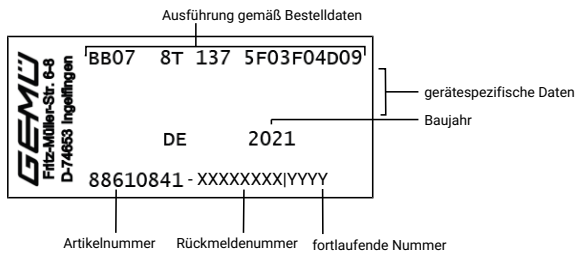 Ausführung gemäß Bestelldaten
GEMÜ
Fritz-Müller-Str. 6-8
D-74653 Ingelfingen
BB07 8T 137 5F03F04D09
gerätespezifische Daten
Baujahr
DE 2021
88610841 - XXXXXXXX|YYYY
Artikelnummer Rückmeldenummer fortlaufende Nummer